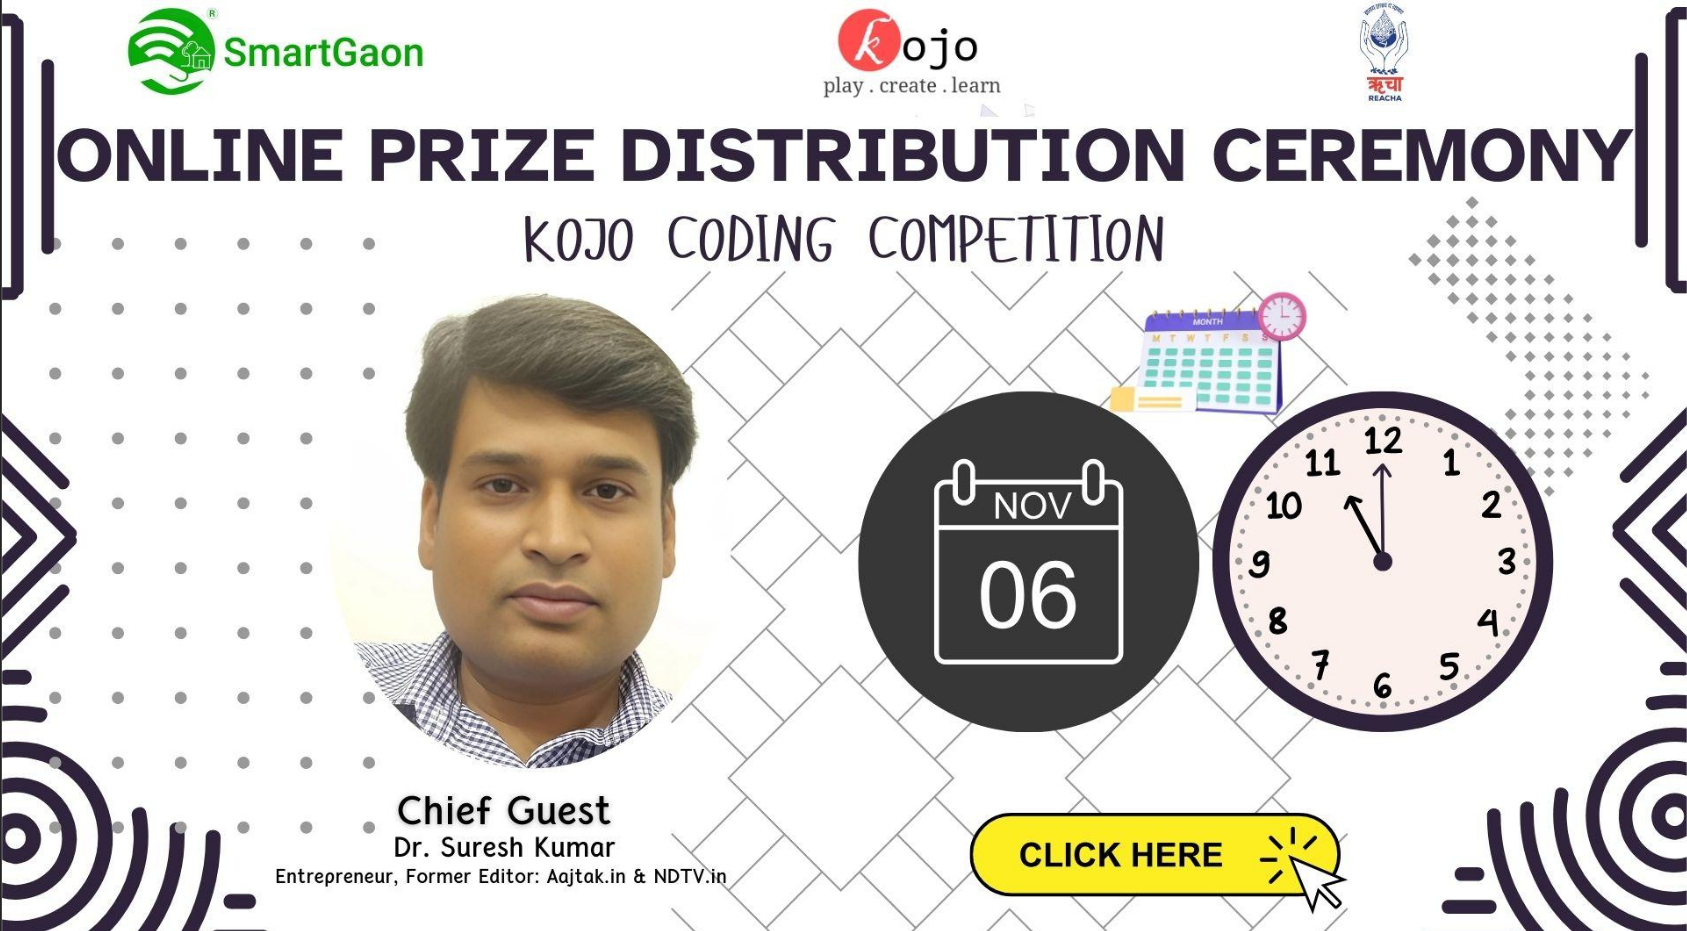 SmartGaon
®
kojo
play . create . learn
ऋचा
REACHA
ONLINE PRIZE DISTRIBUTION CEREMONY
KOJO CODING COMPETITION
MONTH
M T W T F S S
NOV
06
12
11 1
10 2
9 3
8 4
7 5
6
Chief Guest
Dr. Suresh Kumar
Entrepreneur, Former Editor: Aajtak.in & NDTV.in
CLICK HERE